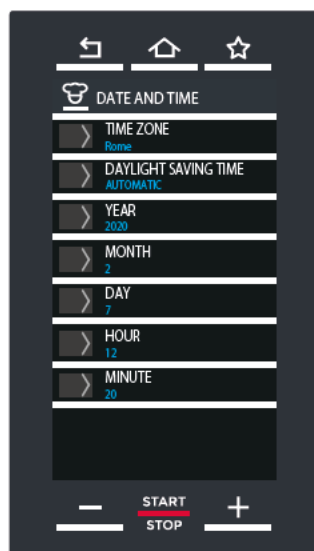 DATE AND TIME
TIME ZONE
Rome
DAYLIGHT SAVING TIME
AUTOMATIC
YEAR
2020
MONTH
2
DAY
7
HOUR
12
MINUTE
20
START
STOP